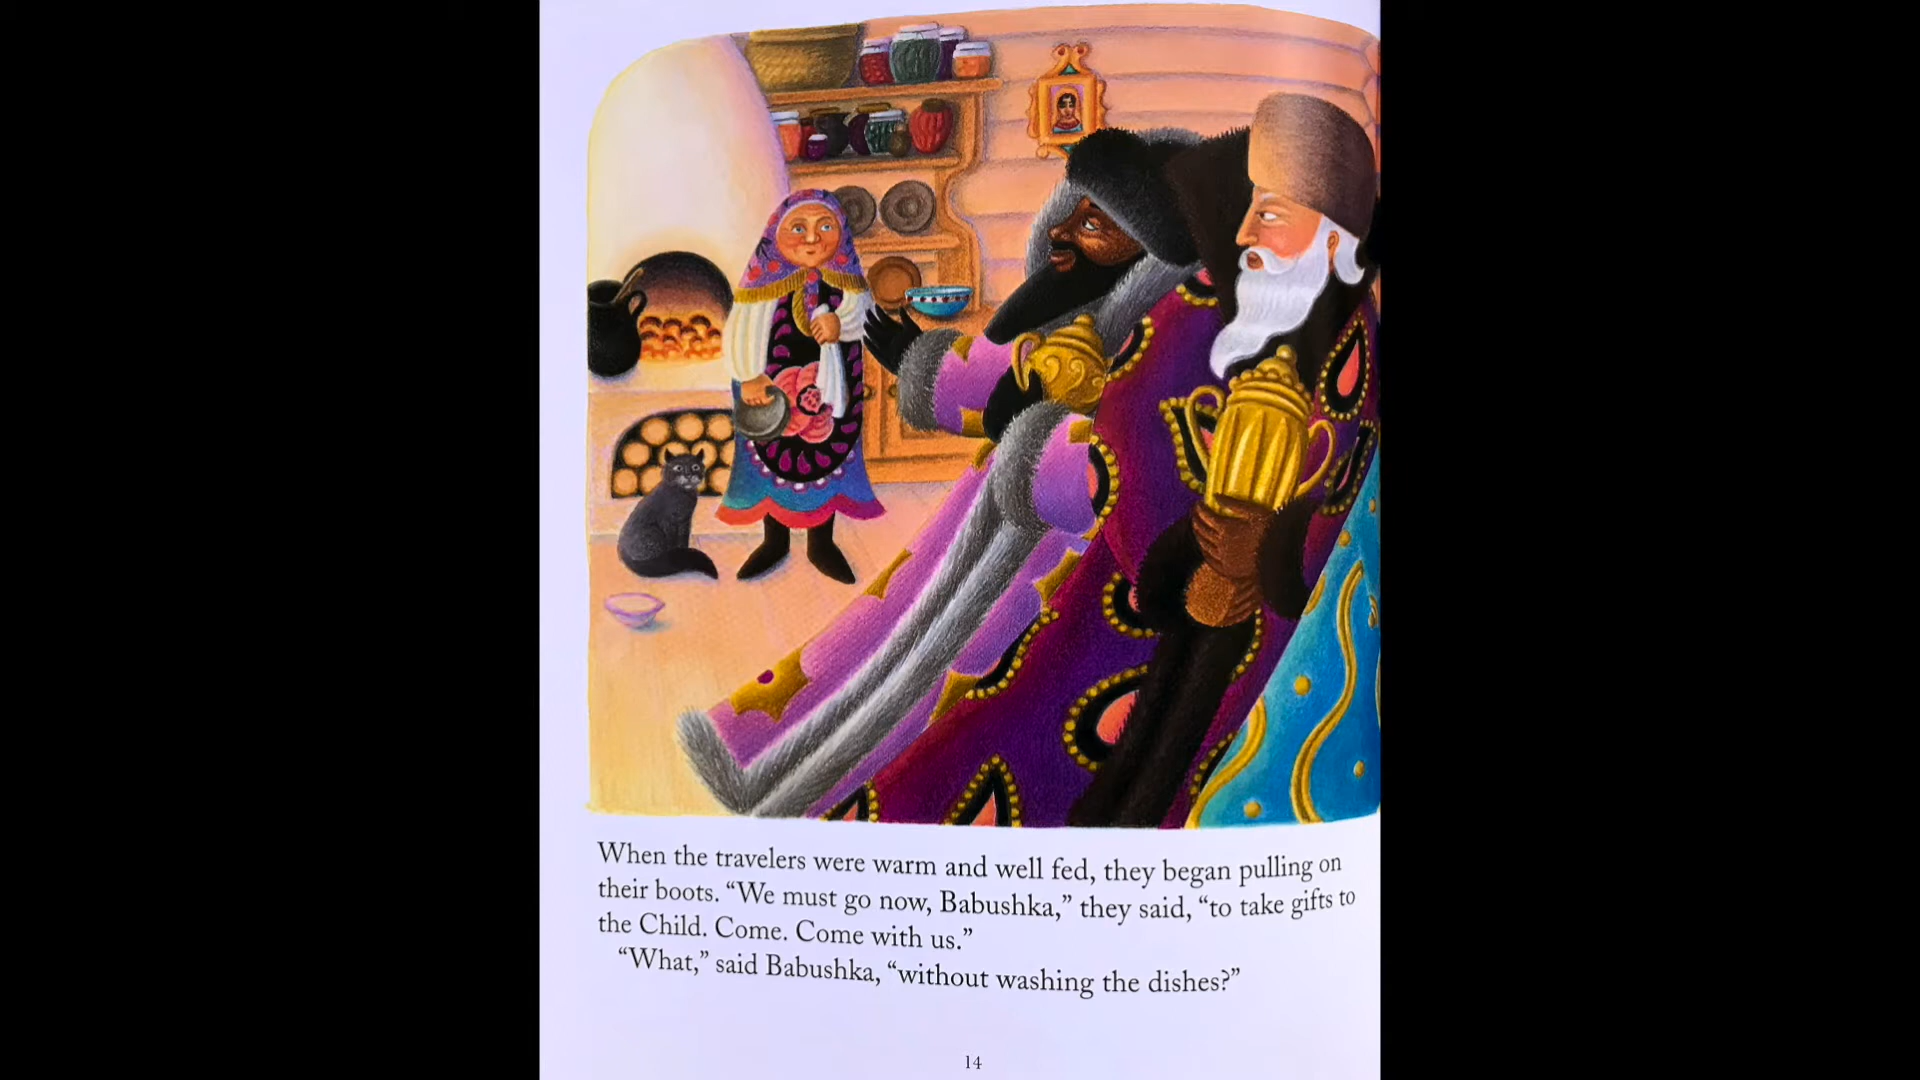 When the travelers were warm and well fed, they began pulling on
their boots. “We must go now, Babushka,” they said, “to take gifts to
the Child. Come. Come with us.”
“What,” said Babushka, “without washing the dishes?”
14